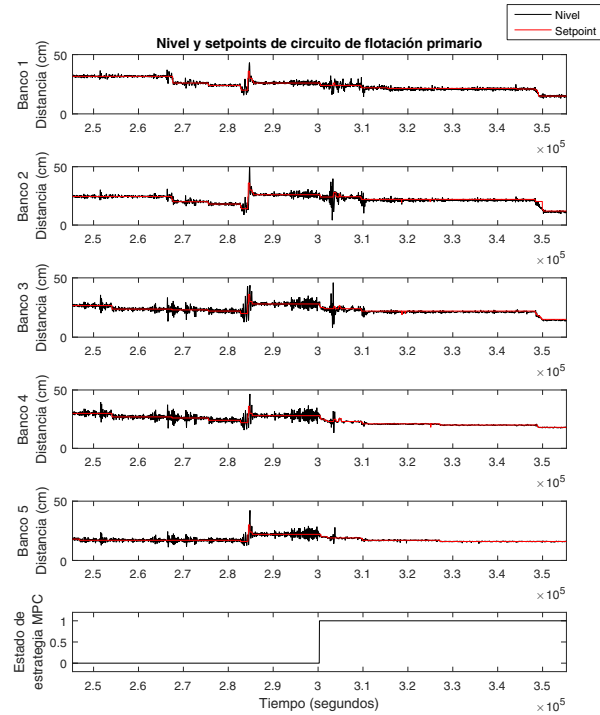 Nivel
Setpoint
Nivel y setpoints de circuito de flotación primario
Banco 1
Distancia (cm)
50
0
2.5 2.6 2.7 2.8 2.9 3 3.1 3.2 3.3 3.4 3.5
× 10^5
Banco 2
Distancia (cm)
50
0
2.5 2.6 2.7 2.8 2.9 3 3.1 3.2 3.3 3.4 3.5
× 10^5
Banco 3
Distancia (cm)
50
0
2.5 2.6 2.7 2.8 2.9 3 3.1 3.2 3.3 3.4 3.5
× 10^5
Banco 4
Distancia (cm)
50
0
2.5 2.6 2.7 2.8 2.9 3 3.1 3.2 3.3 3.4 3.5
× 10^5
Banco 5
Distancia (cm)
50
0
2.5 2.6 2.7 2.8 2.9 3 3.1 3.2 3.3 3.4 3.5
× 10^5
Estado de
estrategia MPC
1
0.5
0
2.5 2.6 2.7 2.8 2.9 3 3.1 3.2 3.3 3.4 3.5
Tiempo (segundos)
× 10^5